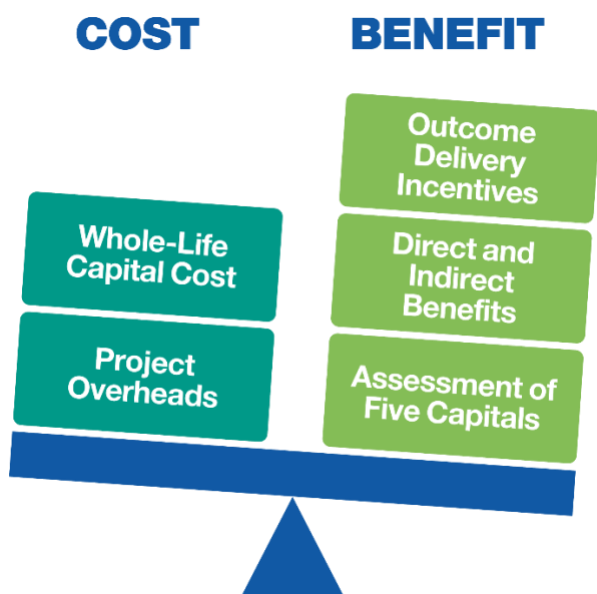 COST
BENEFIT
Whole-Life
Capital Cost
Project
Overheads
Outcome
Delivery
Incentives
Direct and
Indirect
Benefits
Assessment of
Five Capitals